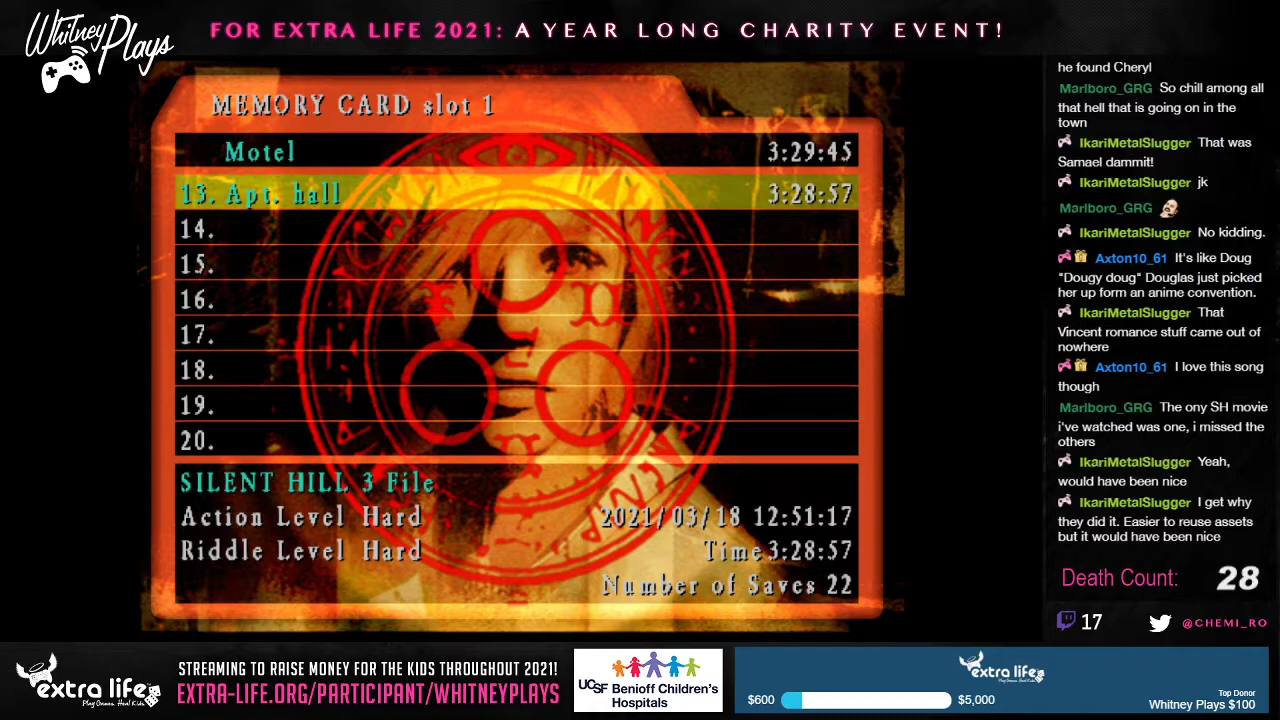 Whitney Plays
FOR EXTRA LIFE 2021: A YEAR LONG CHARITY EVENT!
MEMORY CARD slot 1
Motel 3:29:45
13. Apt. hall 3:28:57
14.
15.
16.
17.
18.
19.
20.
SILENT HILL 3 File
Action Level Hard 2021/03/18 12:51:17
Riddle Level Hard Time 3:28:57
Number of Saves 22
he found Cheryl
Marlboro_GRG So chill among all
that hell that is going on in the
town
IkariMetalSlugger That was
Samael dammit!
IkariMetalSlugger jk
Marlboro_GRG
IkariMetalSlugger No kidding.
Axton10_61 It's like Doug
"Dougy doug" Douglas just picked
her up form an anime convention.
IkariMetalSlugger That
Vincent romance stuff came out of
nowhere
Axton10_61 I love this song
though
Marlboro_GRG The ony SH movie
i've watched was one, i missed the
others
IkariMetalSlugger Yeah,
would have been nice
IkariMetalSlugger I get why
they did it. Easier to reuse assets
but it would have been nice
Death Count: 28
17 @CHEMI_RO
extra life
Play Games. Heal Kids.
STREAMING TO RAISE MONEY FOR THE KIDS THROUGHOUT 2021!
EXTRA-LIFE.ORG/PARTICIPANT/WHITNEYPLAYS
UCSF Benioff Children's
Hospitals
extra life
Play Games. Heal Kids.
$600 $5,000
Top Donor
Whitney Plays $100